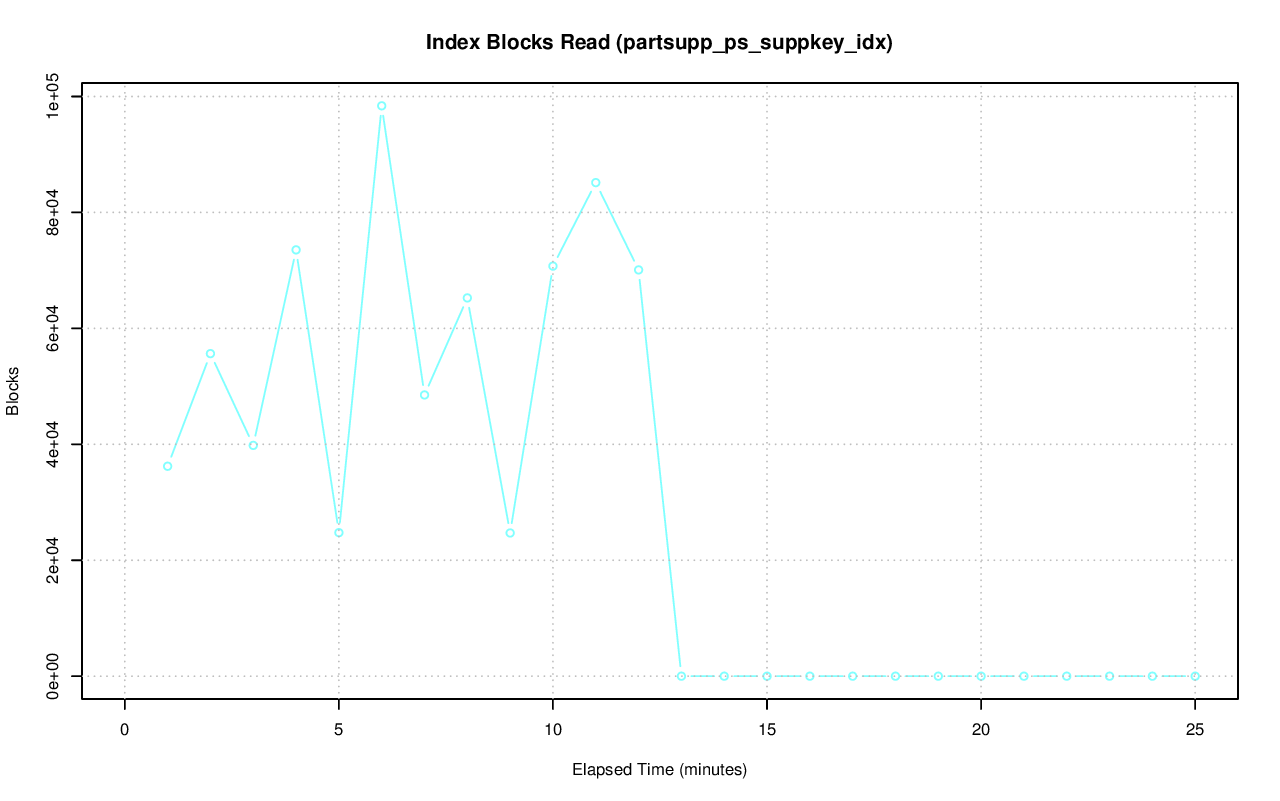 Index Blocks Read (partsupp_ps_suppkey_idx)
1e+05
8e+04
6e+04
4e+04
2e+04
0e+00
Blocks
0 5 10 15 20 25
Elapsed Time (minutes)